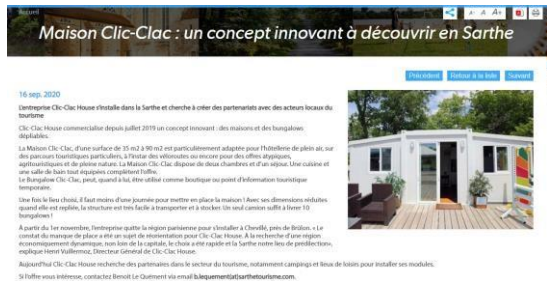 Accueil
A- A A+
Maison Clic-Clac : un concept innovant à découvrir en Sarthe
Précédent Retour à la liste Suivant
16 sep. 2020
L'entreprise Clic-Clac House s'installe dans la Sarthe et cherche à créer des partenariats avec des acteurs locaux du
tourisme
Clic-Clac House commercialise depuis juillet 2019 un concept innovant : des maisons et des bungalows
dépliables.
La Maison Clic-Clac, d'une surface de 35 m2 à 90 m2 est particulièrement adaptée pour l'hôtellerie de plein air, sur
des parcours touristiques particuliers, à l'instar des véloroutes ou encore pour des offres atypiques,
agritouristiques et de pleine nature. La Maison Clic-Clac dispose de deux chambres et d'un séjour. Une cuisine et
une salle de bain tout équipées complètent l'offre.
Le Bungalow Clic-Clac, peut, quand à lui, être utilisé comme boutique ou point d'information touristique
temporaire.
Une fois le lieu choisi, il faut moins d'une journée pour mettre en place la maison ! Avec ses dimensions réduites
quand elle est repliée, la structure est très facile à transporter et à stocker. Un seul camion suffit à livrer 10
bungalows !
À partir du 1er novembre, l'entreprise quitte la région parisienne pour s'installer à Chevillé, près de Brûlon. « Le
constat du manque de place a été un sujet de réorientation pour Clic-Clac House. À la recherche d'une région
économiquement dynamique, non loin de la capitale, le choix a été rapide et la Sarthe notre lieu de prédilection»,
explique Henri Vuillermoz, Directeur Général de Clic-Clac House.
Aujourd'hui Clic-Clac House recherche des partenaires dans le secteur du tourisme, notamment campings et lieux de
loisirs pour installer ses modules.
Si l'offre vous intéresse, contactez Benoit Le Quément via email b.lequement(at)sarthetourisme.com.